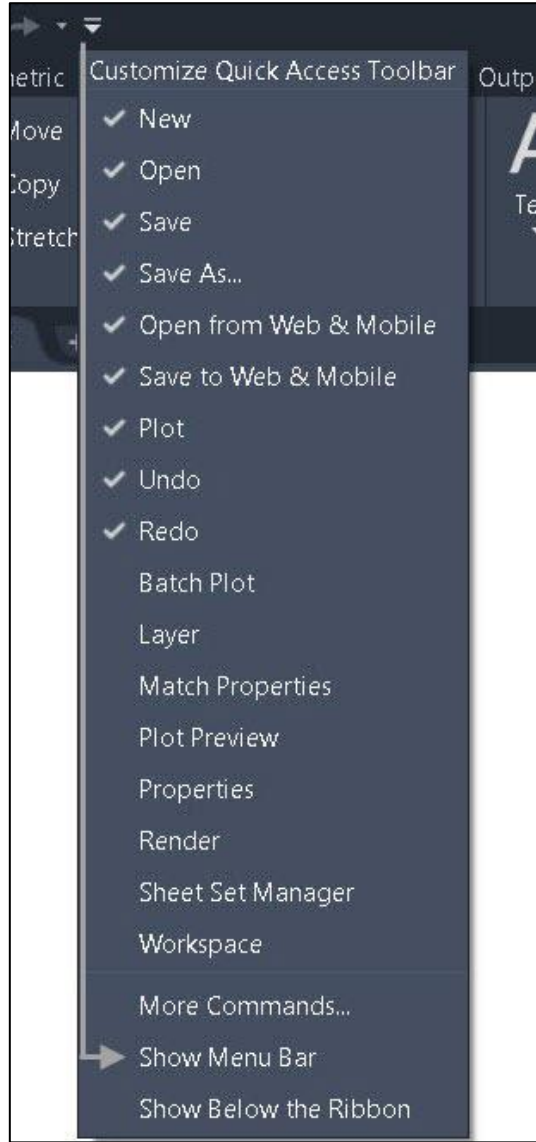 Customize Quick Access Toolbar
New
Open
Save
Save As...
Open from Web & Mobile
Save to Web & Mobile
Plot
Undo
Redo
Batch Plot
Layer
Match Properties
Plot Preview
Properties
Render
Sheet Set Manager
Workspace
More Commands...
Show Menu Bar
Show Below the Ribbon
etric
Move
Copy
Stretch
Outp
Te